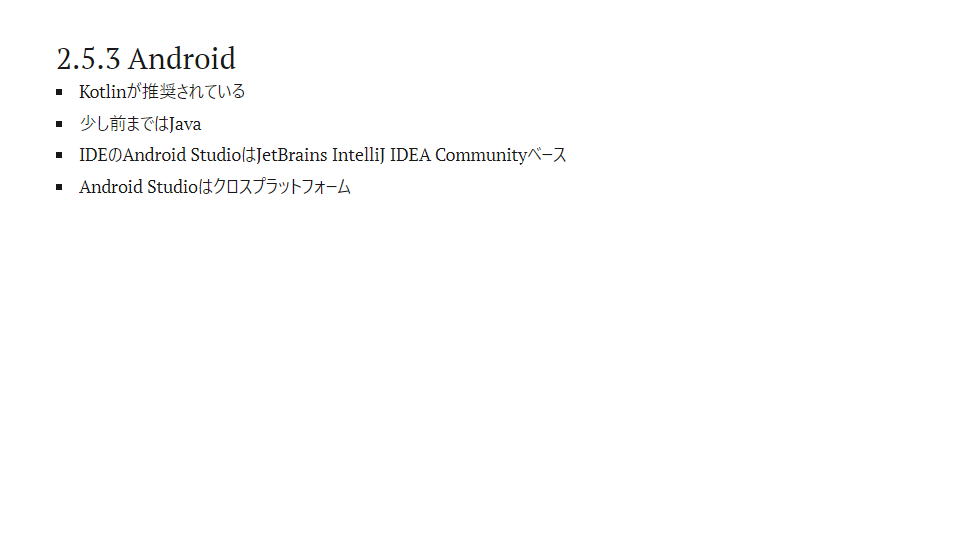 2.5.3 Android
Kotlinが推奨されている
少し前まではJava
IDEのAndroid StudioはJetBrains IntelliJ IDEA Communityベース
Android Studioはクロスプラットフォーム